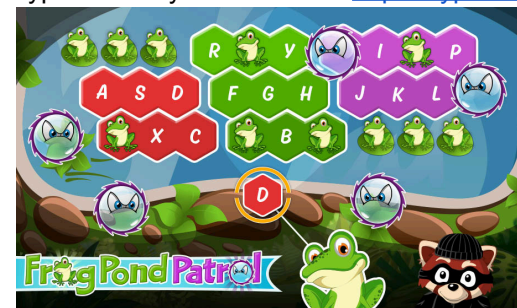 R Y I P
A S D F G H J K L
X C B
D
Frog Pond Patrol